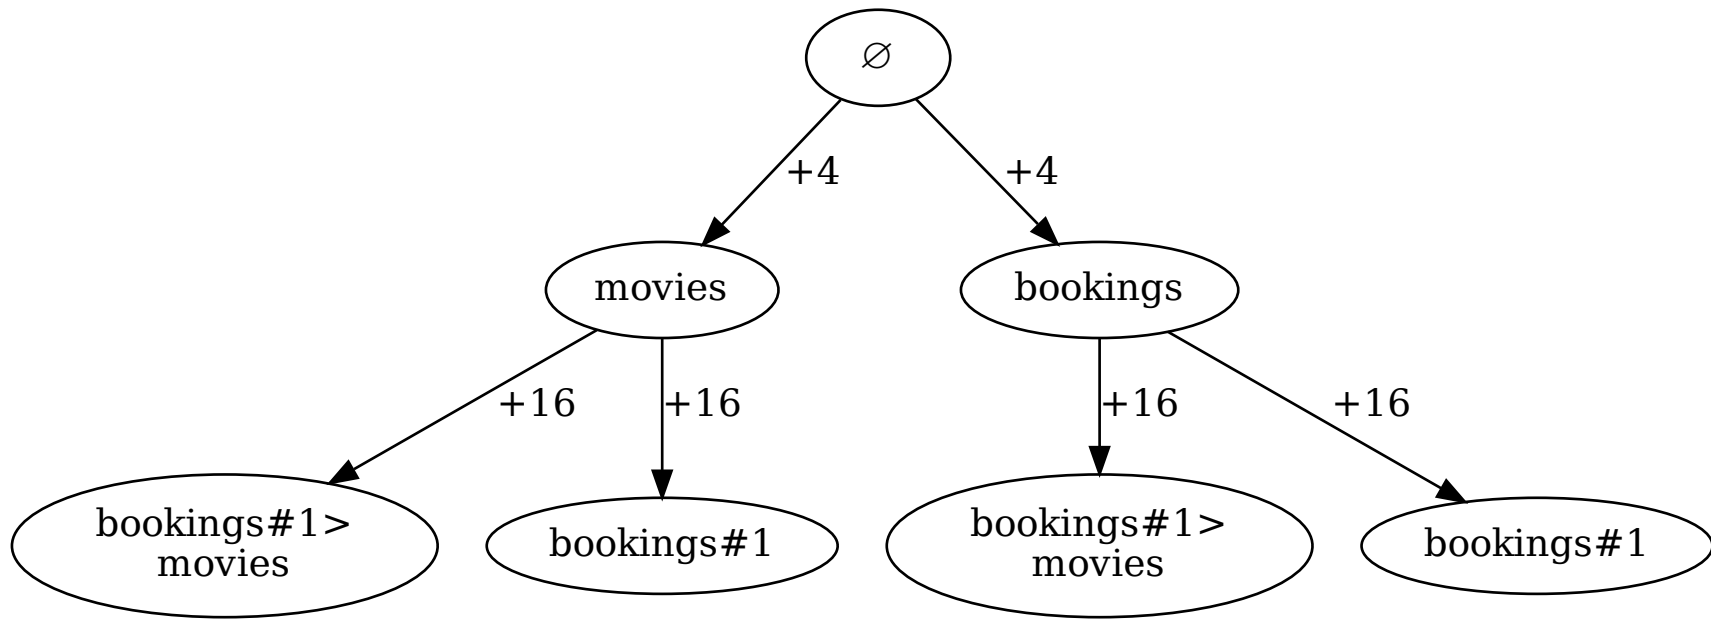 ∅
+4
+4
movies
bookings
+16
+16
+16
+16
bookings#1>
movies
bookings#1
bookings#1>
movies
bookings#1